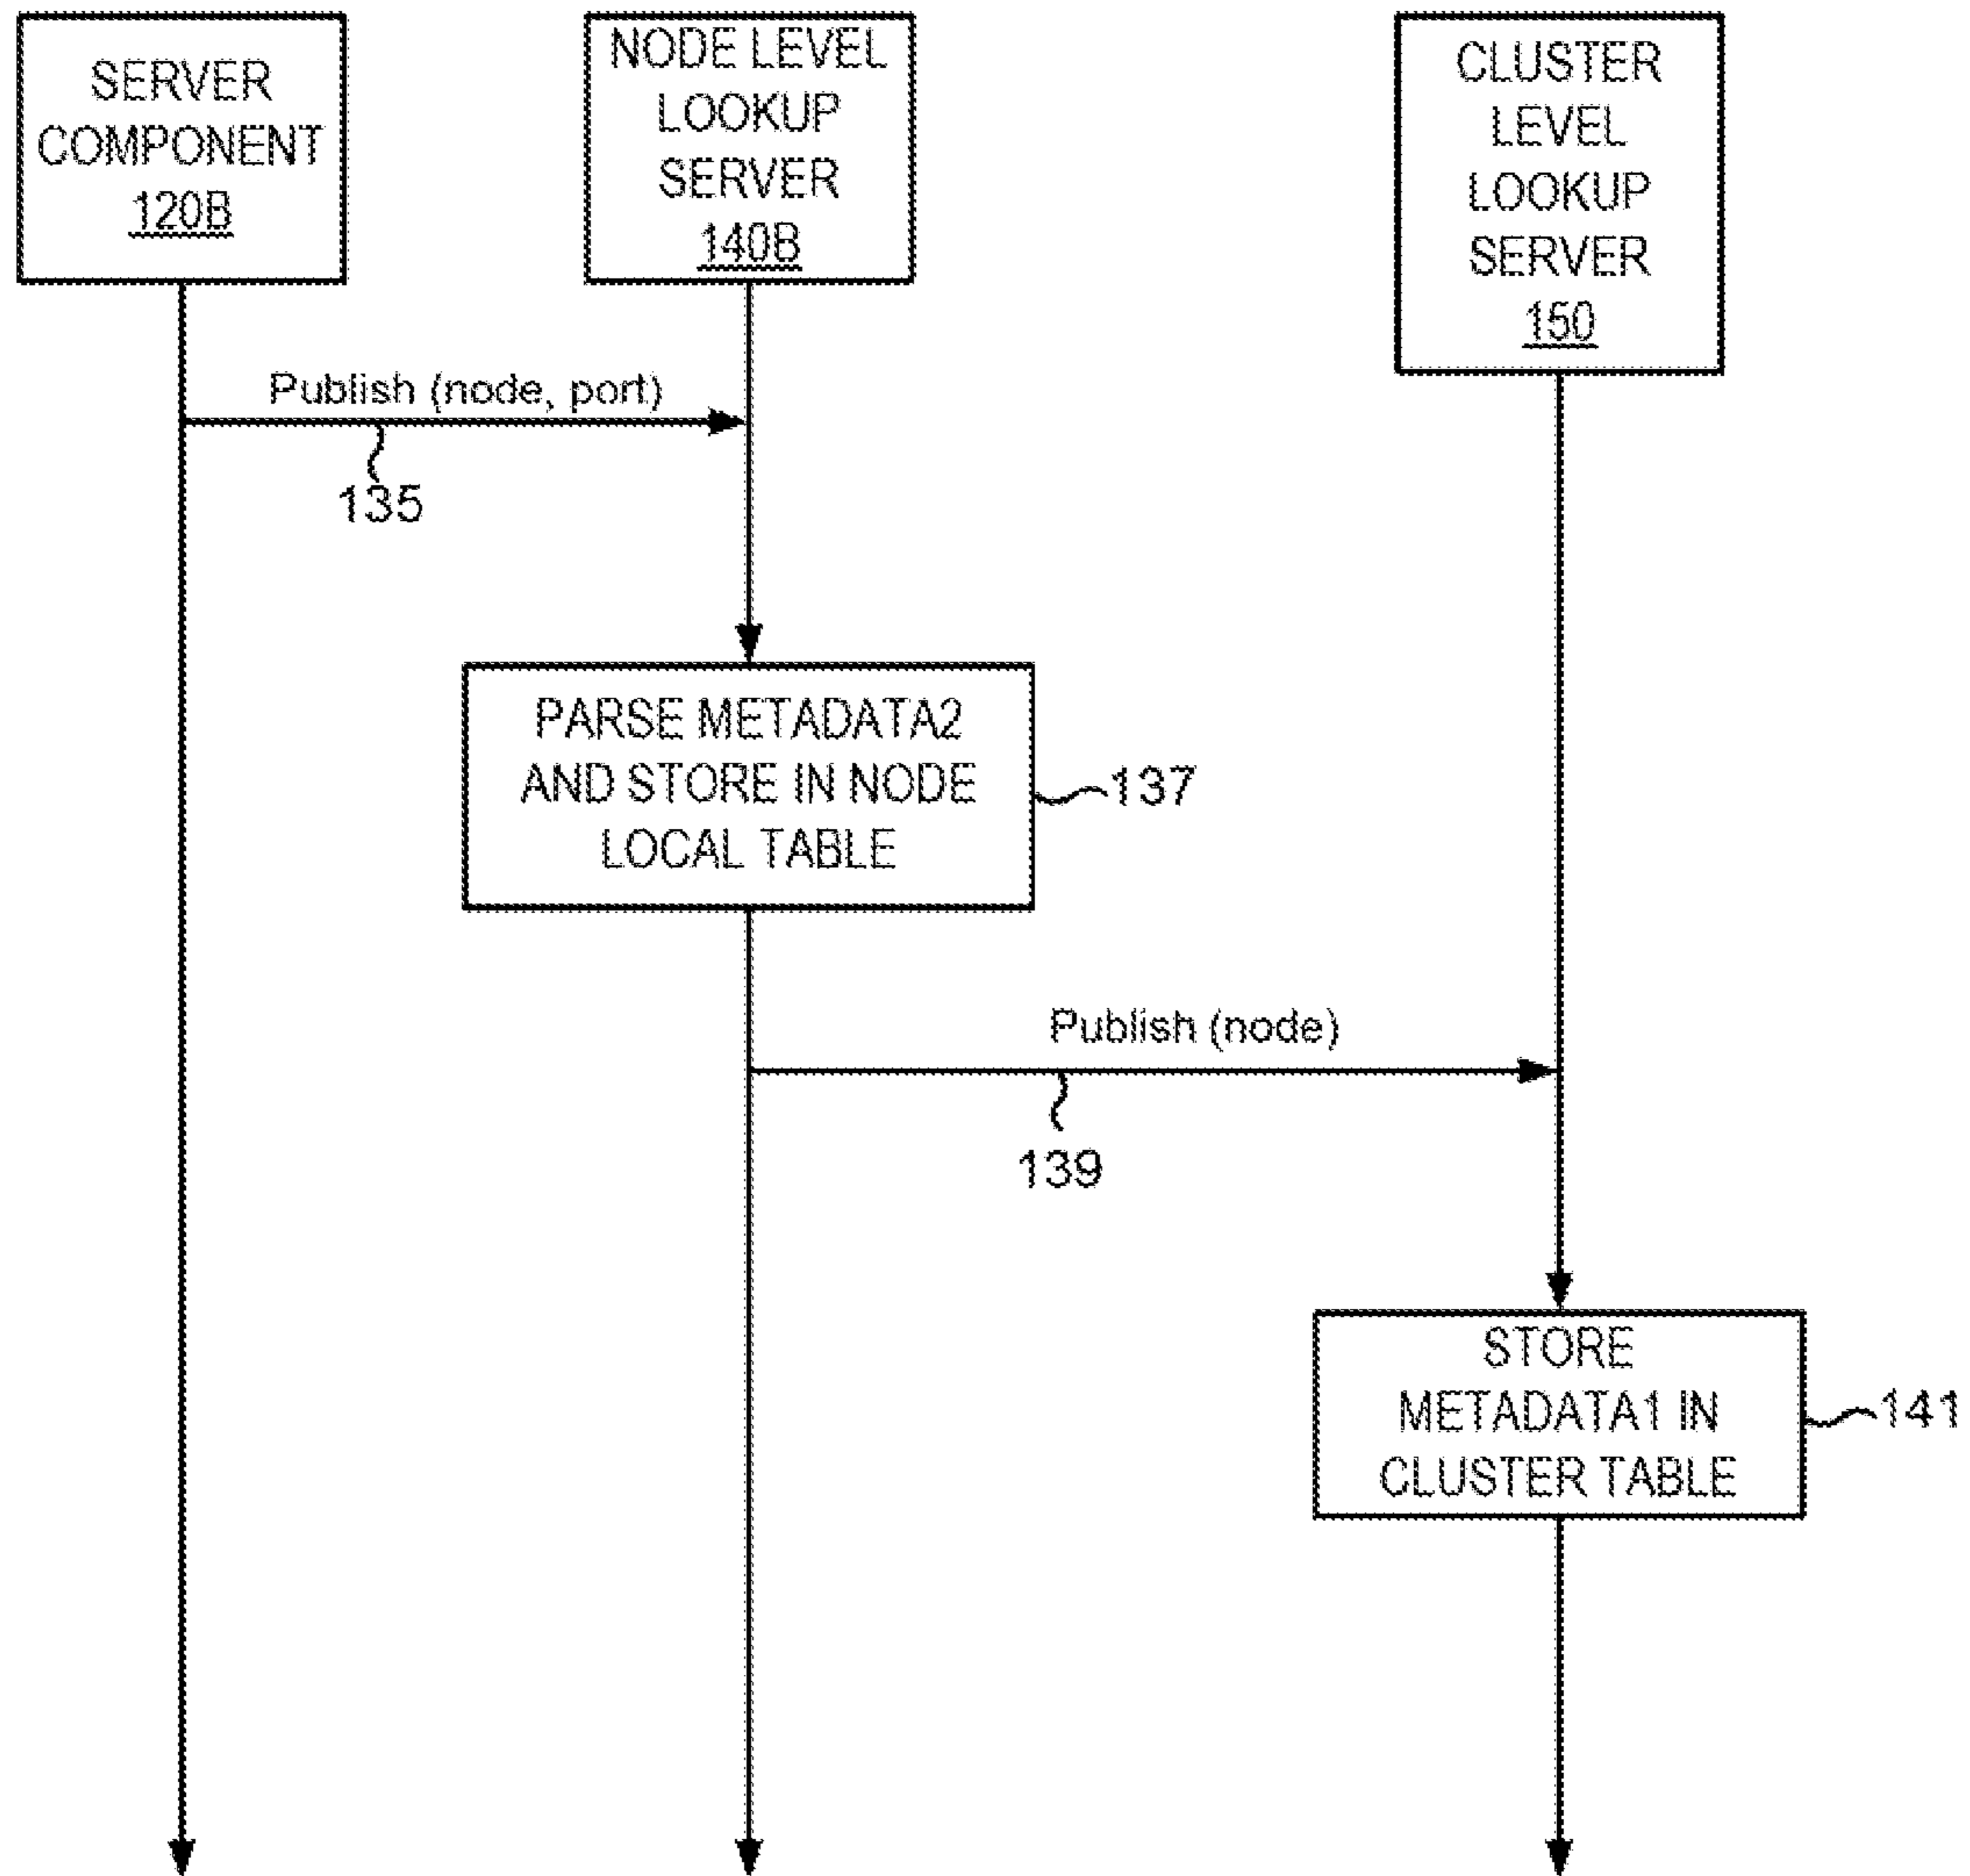 SERVER
COMPONENT
120B
NODE LEVEL
LOOKUP
SERVER
140B
CLUSTER
LEVEL
LOOKUP
SERVER
150
Publish (node, port)
135
PARSE METADATA2
AND STORE IN NODE
LOCAL TABLE
137
Publish (node)
139
STORE
METADATA1 IN
CLUSTER TABLE
141